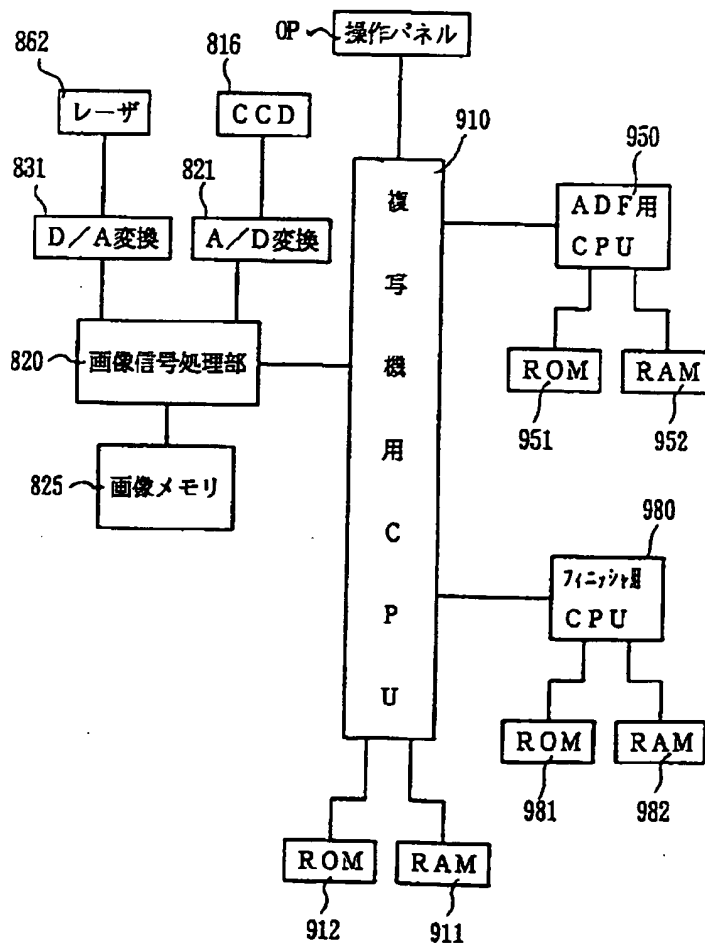 OP
操作パネル
862
レーザ
816
CCD
910
831
D/A変換
821
A/D変換
950
ADF用
CPU
820
画像信号処理部
ROM
951
RAM
952
825
画像メモリ
複写機用CPU
980
フィニッシャ用
CPU
ROM
981
RAM
982
ROM
912
RAM
911